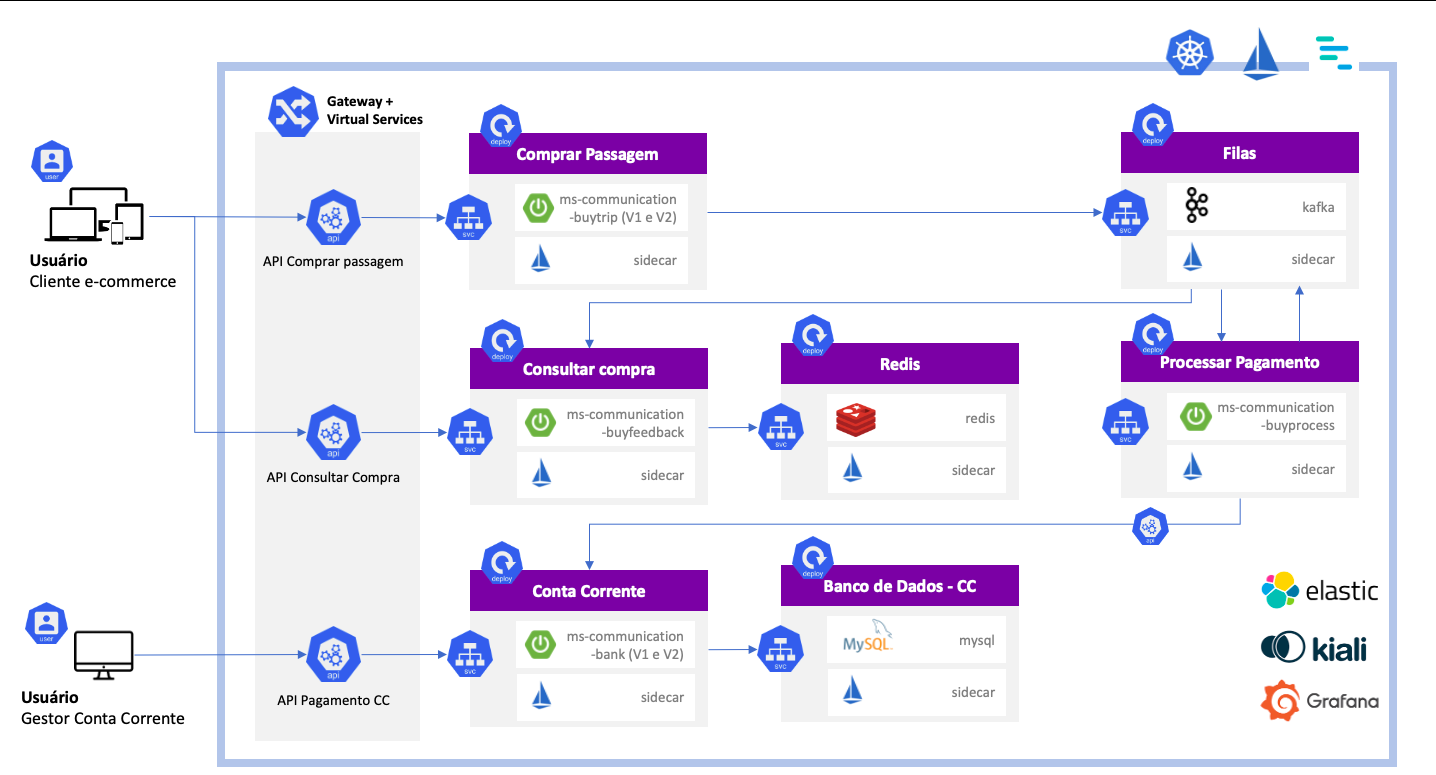 Gateway +
Virtual Services
user
Usuário
Cliente e-commerce
api
API Comprar passagem
svc
deploy
Comprar Passagem
ms-communication
-buytrip (V1 e V2)
sidecar
deploy
Filas
svc
kafka
sidecar
api
API Consultar Compra
svc
deploy
Consultar compra
ms-communication
-buyfeedback
sidecar
deploy
Redis
svc
redis
sidecar
deploy
Processar Pagamento
svc
ms-communication
-buyprocess
sidecar
api
user
Usuário
Gestor Conta Corrente
api
API Pagamento CC
svc
deploy
Conta Corrente
ms-communication
-bank (V1 e V2)
sidecar
deploy
Banco de Dados - CC
svc
MySQL
mysql
sidecar
elastic
kiali
Grafana